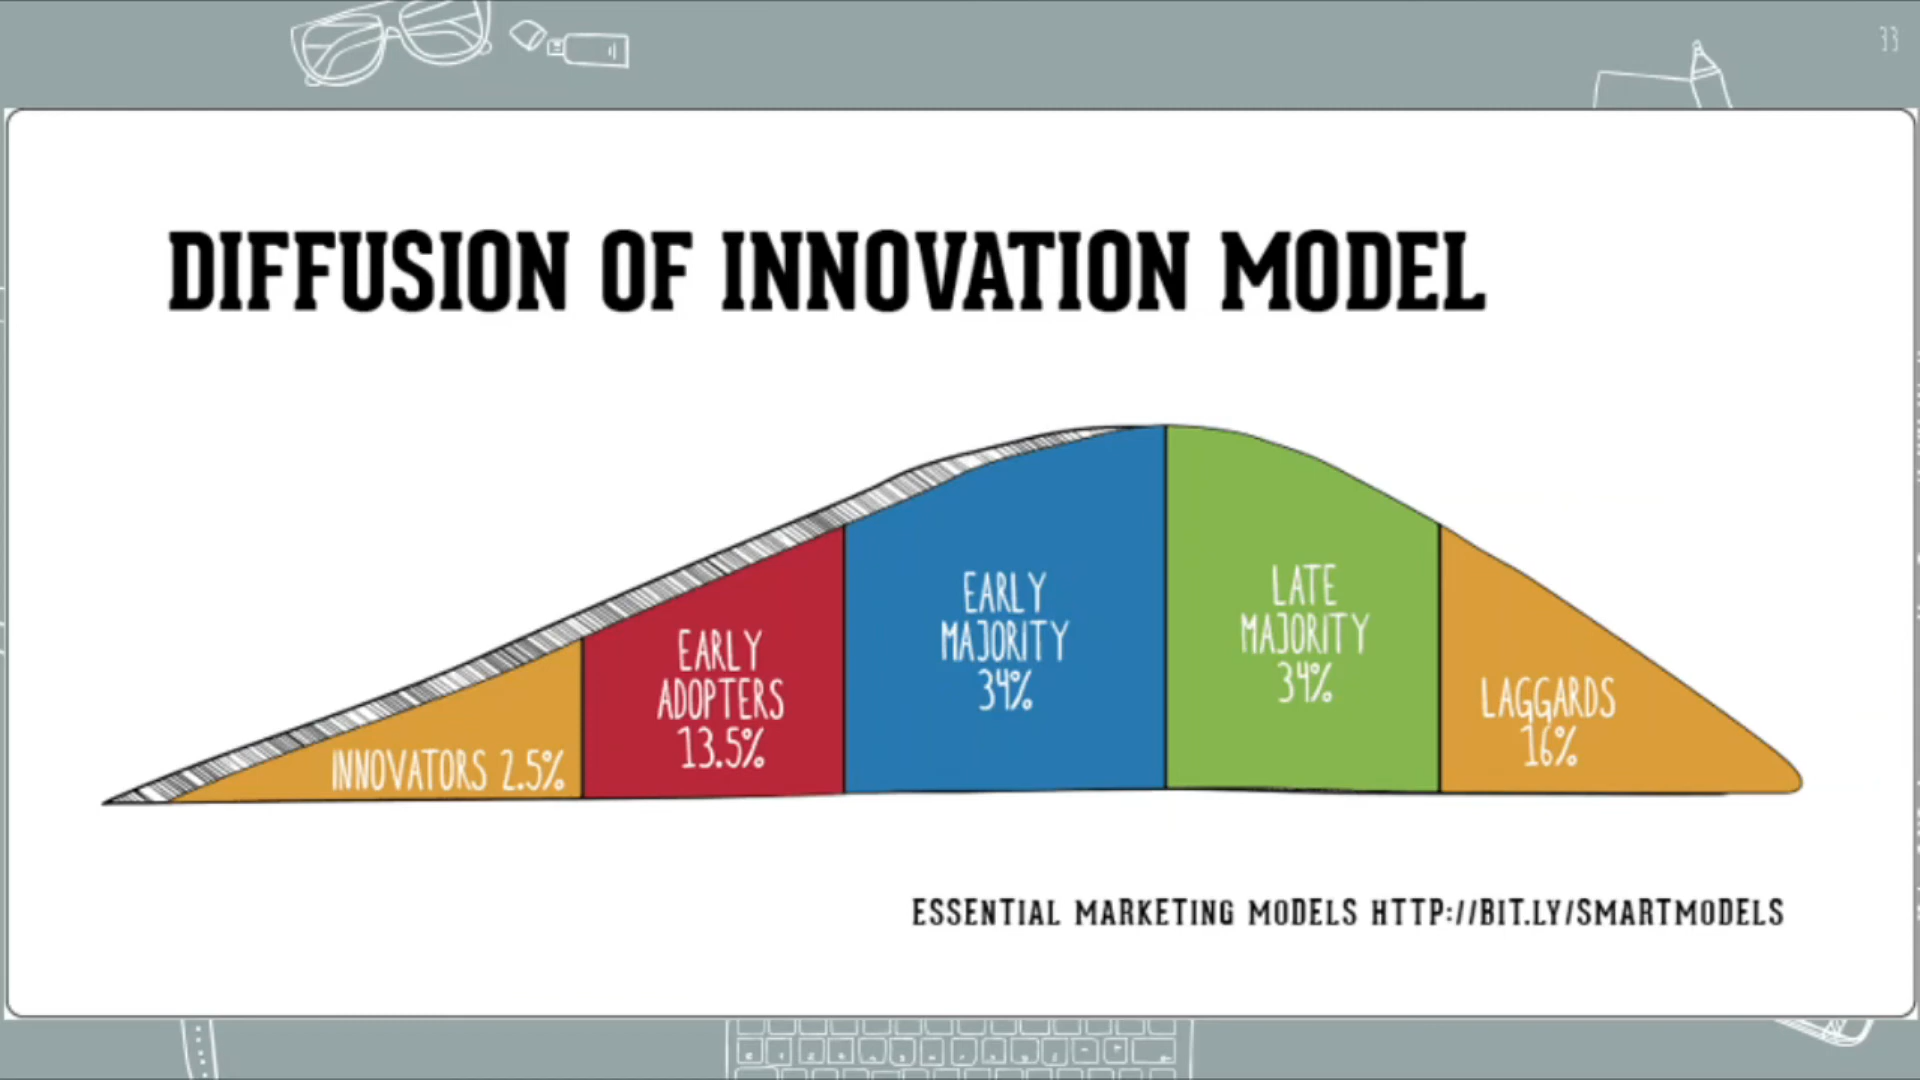 33
DIFFUSION OF INNOVATION MODEL
INNOVATORS 2.5%
EARLY
ADOPTERS
13.5%
EARLY
MAJORITY
34%
LATE
MAJORITY
34%
LAGGARDS
16%
ESSENTIAL MARKETING MODELS HTTP://BIT.LY/SMARTMODELS